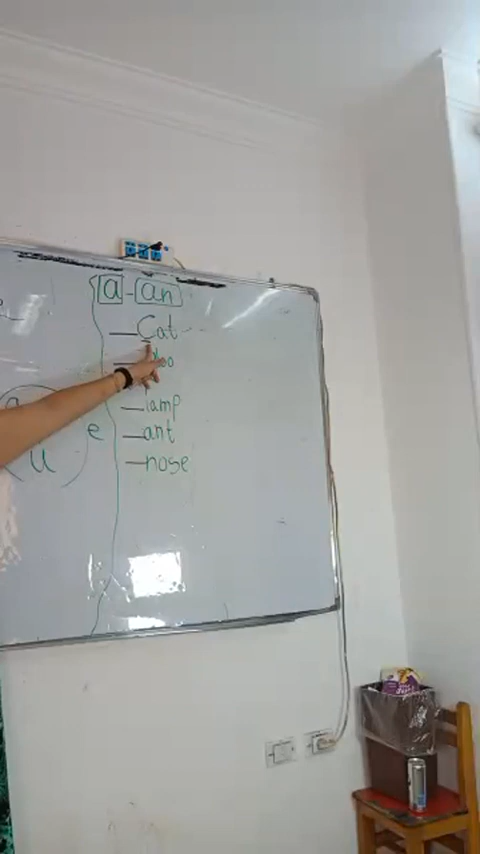 a - an
—Cat
—lamp
—ant
—nose
e
u